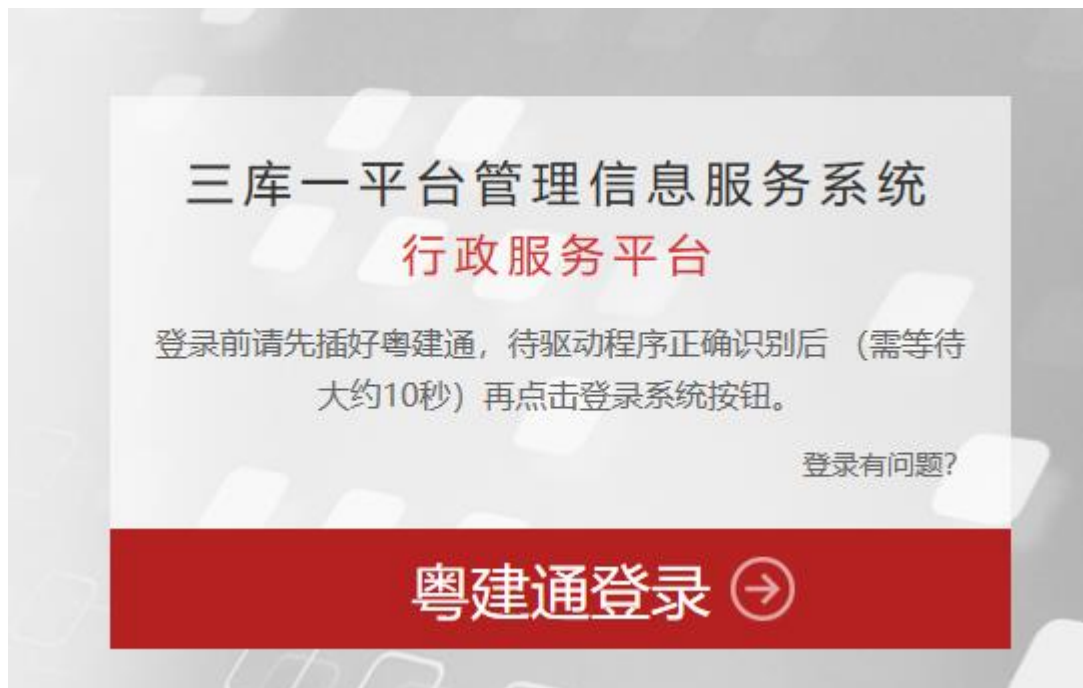 三库一平台管理信息服务系统
行政服务平台
登录前请先插好粤建通，待驱动程序正确识别后 （需等待
大约10秒）再点击登录系统按钮。
登录有问题?
粤建通登录